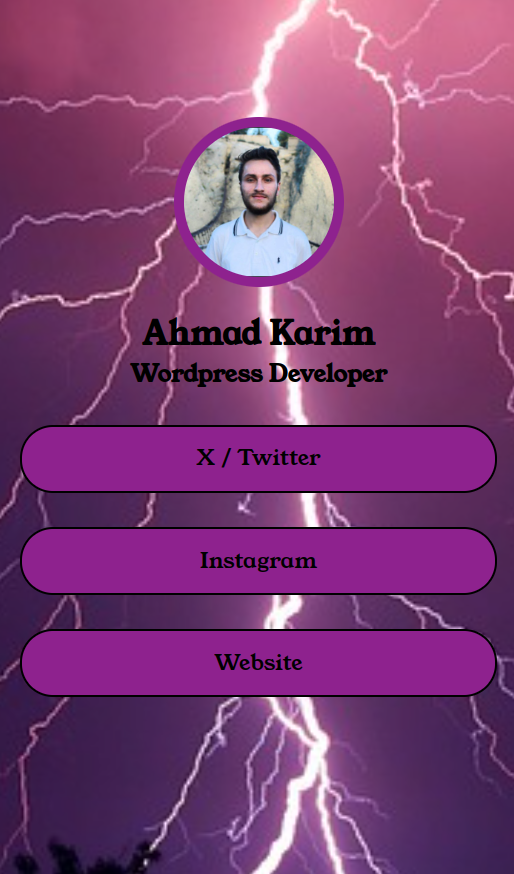 Ahmad Karim
Wordpress Developer
X / Twitter
Instagram
Website